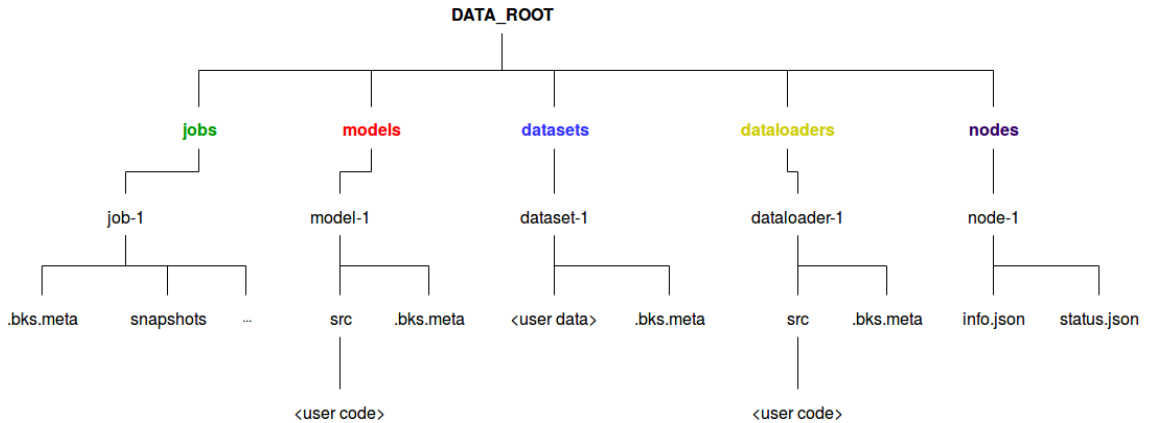 DATA_ROOT
jobs models datasets dataloaders nodes
job-1 model-1 dataset-1 dataloader-1 node-1
.bks.meta snapshots ... src .bks.meta <user data> .bks.meta src .bks.meta info.json status.json
<user code> <user code>